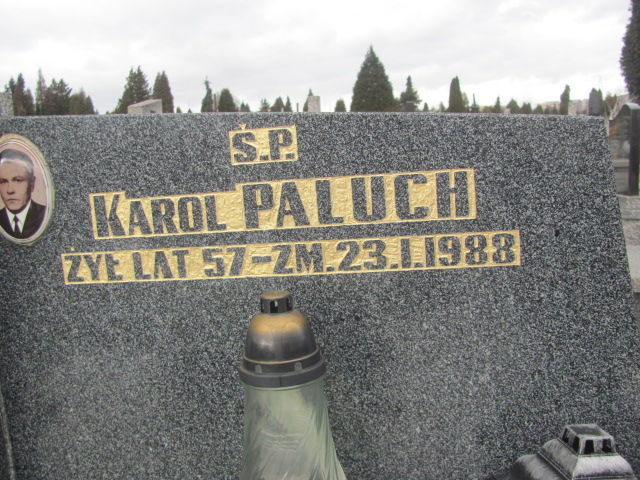 Ś.P.
KAROL PALUCH
ŻYŁ LAT 57-ZM.23.I.1988